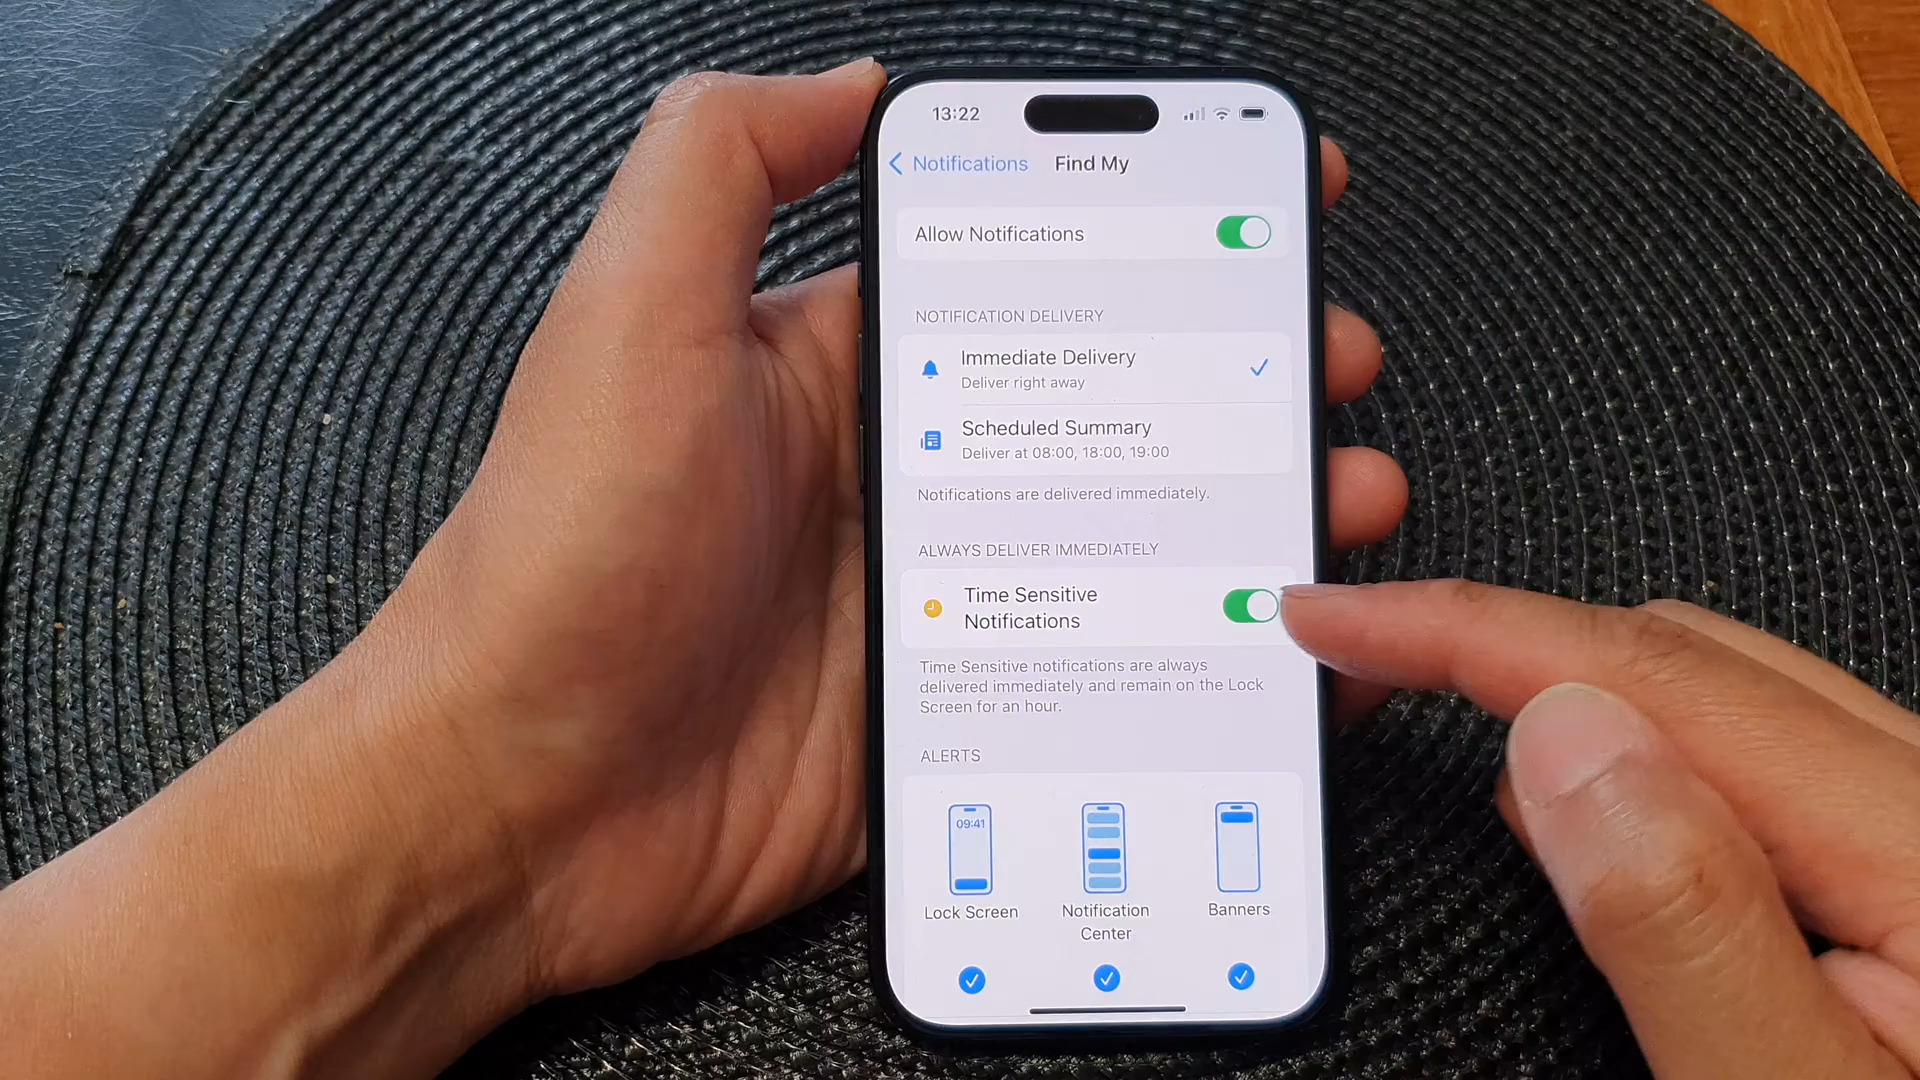 13:22
Notifications Find My
Allow Notifications
NOTIFICATION DELIVERY
Immediate Delivery
Deliver right away
Scheduled Summary
Deliver at 08:00, 18:00, 19:00
Notifications are delivered immediately.
ALWAYS DELIVER IMMEDIATELY
Time Sensitive
Notifications
Time Sensitive notifications are always
delivered immediately and remain on the Lock
Screen for an hour.
ALERTS
09:41
Lock Screen
Notification
Center
Banners